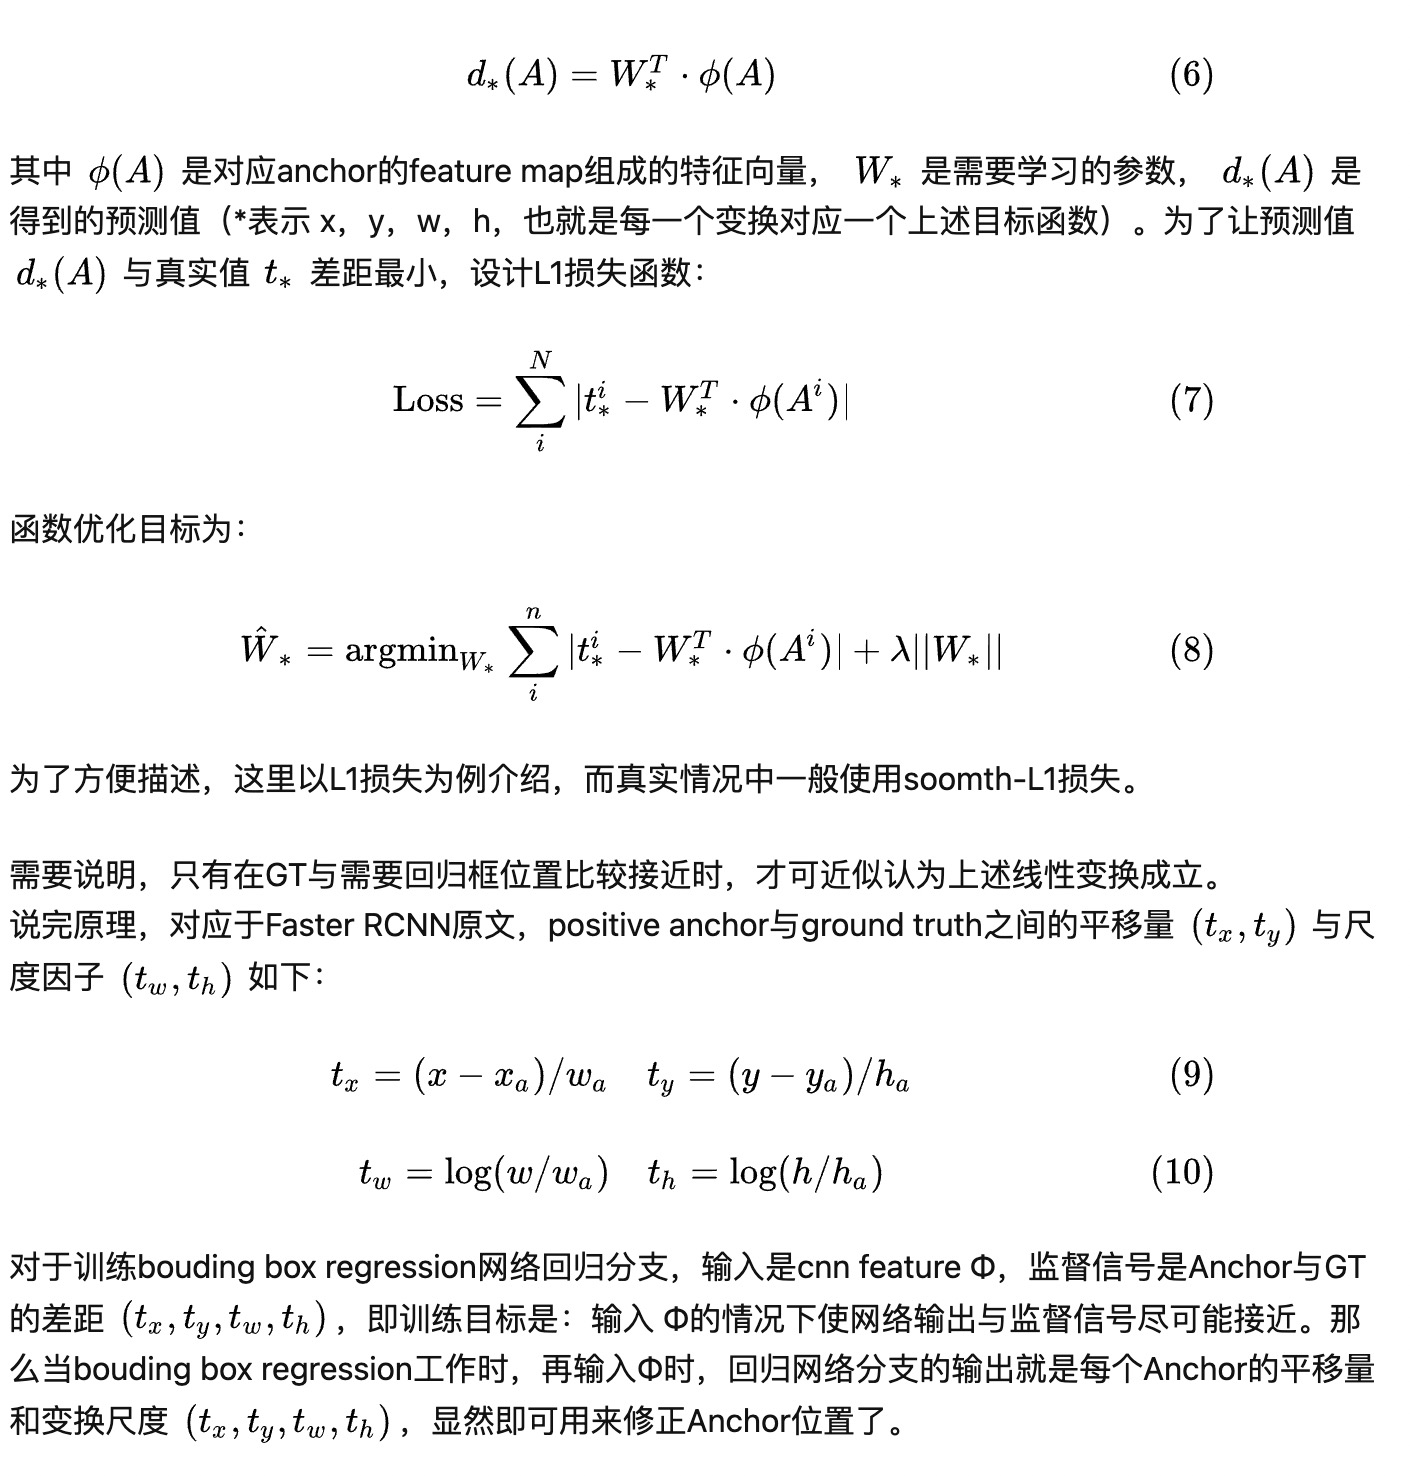 d_*(A) = W_*^T · ϕ(A) (6)
其中 ϕ(A) 是对应anchor的feature map组成的特征向量， W_* 是需要学习的参数， d_*(A) 是
得到的预测值（*表示 x，y，w，h，也就是每一个变换对应一个上述目标函数）。为了让预测值
d_*(A) 与真实值 t_* 差距最小，设计L1损失函数：
Loss = \sum_i^N |t_*^i − W_*^T · ϕ(A^i)| (7)
函数优化目标为：
\hat{W}_* = argmin_{W_*} \sum_i^n |t_*^i − W_*^T · ϕ(A^i)| + λ||W_*|| (8)
为了方便描述，这里以L1损失为例介绍，而真实情况中一般使用soomth-L1损失。
需要说明，只有在GT与需要回归框位置比较接近时，才可近似认为上述线性变换成立。
说完原理，对应于Faster RCNN原文，positive anchor与ground truth之间的平移量 (t_x, t_y) 与尺
度因子 (t_w, t_h) 如下：
t_x = (x − x_a)/w_a t_y = (y − y_a)/h_a (9)
t_w = log(w/w_a) t_h = log(h/h_a) (10)
对于训练bouding box regression网络回归分支，输入是cnn feature Φ，监督信号是Anchor与GT
的差距 (t_x, t_y, t_w, t_h)，即训练目标是：输入 Φ的情况下使网络输出与监督信号尽可能接近。那
么当bouding box regression工作时，再输入Φ时，回归网络分支的输出就是每个Anchor的平移量
和变换尺度 (t_x, t_y, t_w, t_h)，显然即可用来修正Anchor位置了。